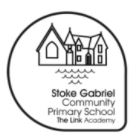 Stoke Gabriel
Community
Primary School
The Link Academy